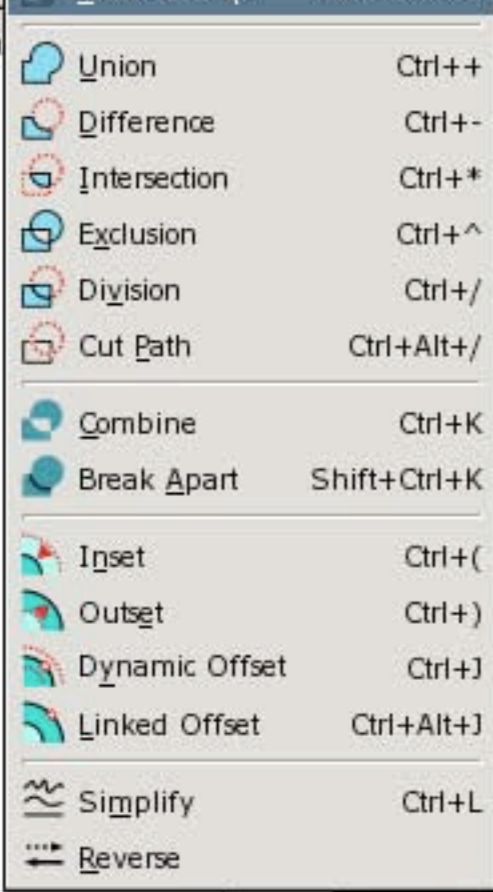 Union Ctrl++
Difference Ctrl+-
Intersection Ctrl+*
Exclusion Ctrl+^
Division Ctrl+/
Cut Path Ctrl+Alt+/
Combine Ctrl+K
Break Apart Shift+Ctrl+K
Inset Ctrl+(
Outset Ctrl+)
Dynamic Offset Ctrl+J
Linked Offset Ctrl+Alt+J
Simplify Ctrl+L
Reverse